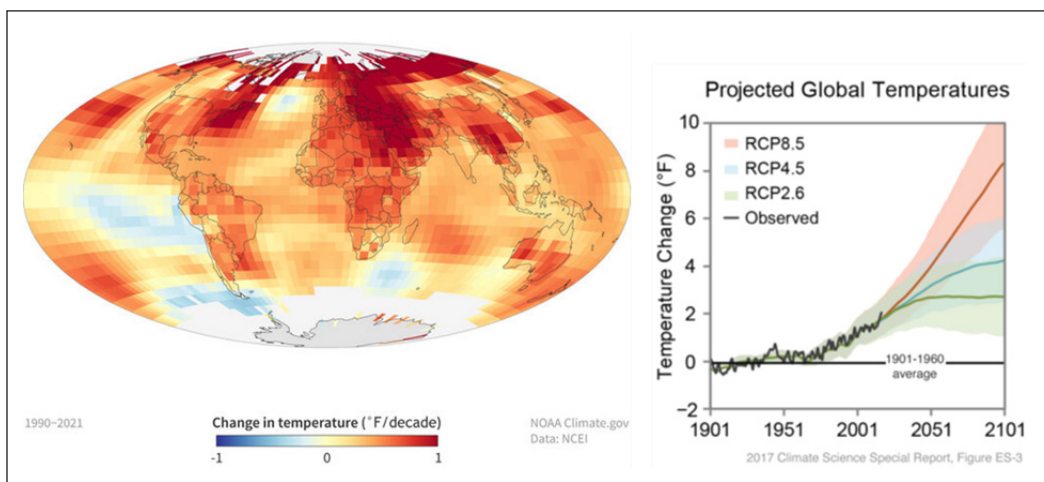 1990–2021
Change in temperature (°F/decade)
-1
0
1
NOAA Climate.gov
Data: NCEI
Projected Global Temperatures
Temperature Change (°F)
10
8
6
4
2
0
−2
RCP8.5
RCP4.5
RCP2.6
Observed
1901-1960
average
1901
1951
2001
2051
2101
2017 Climate Science Special Report, Figure ES-3